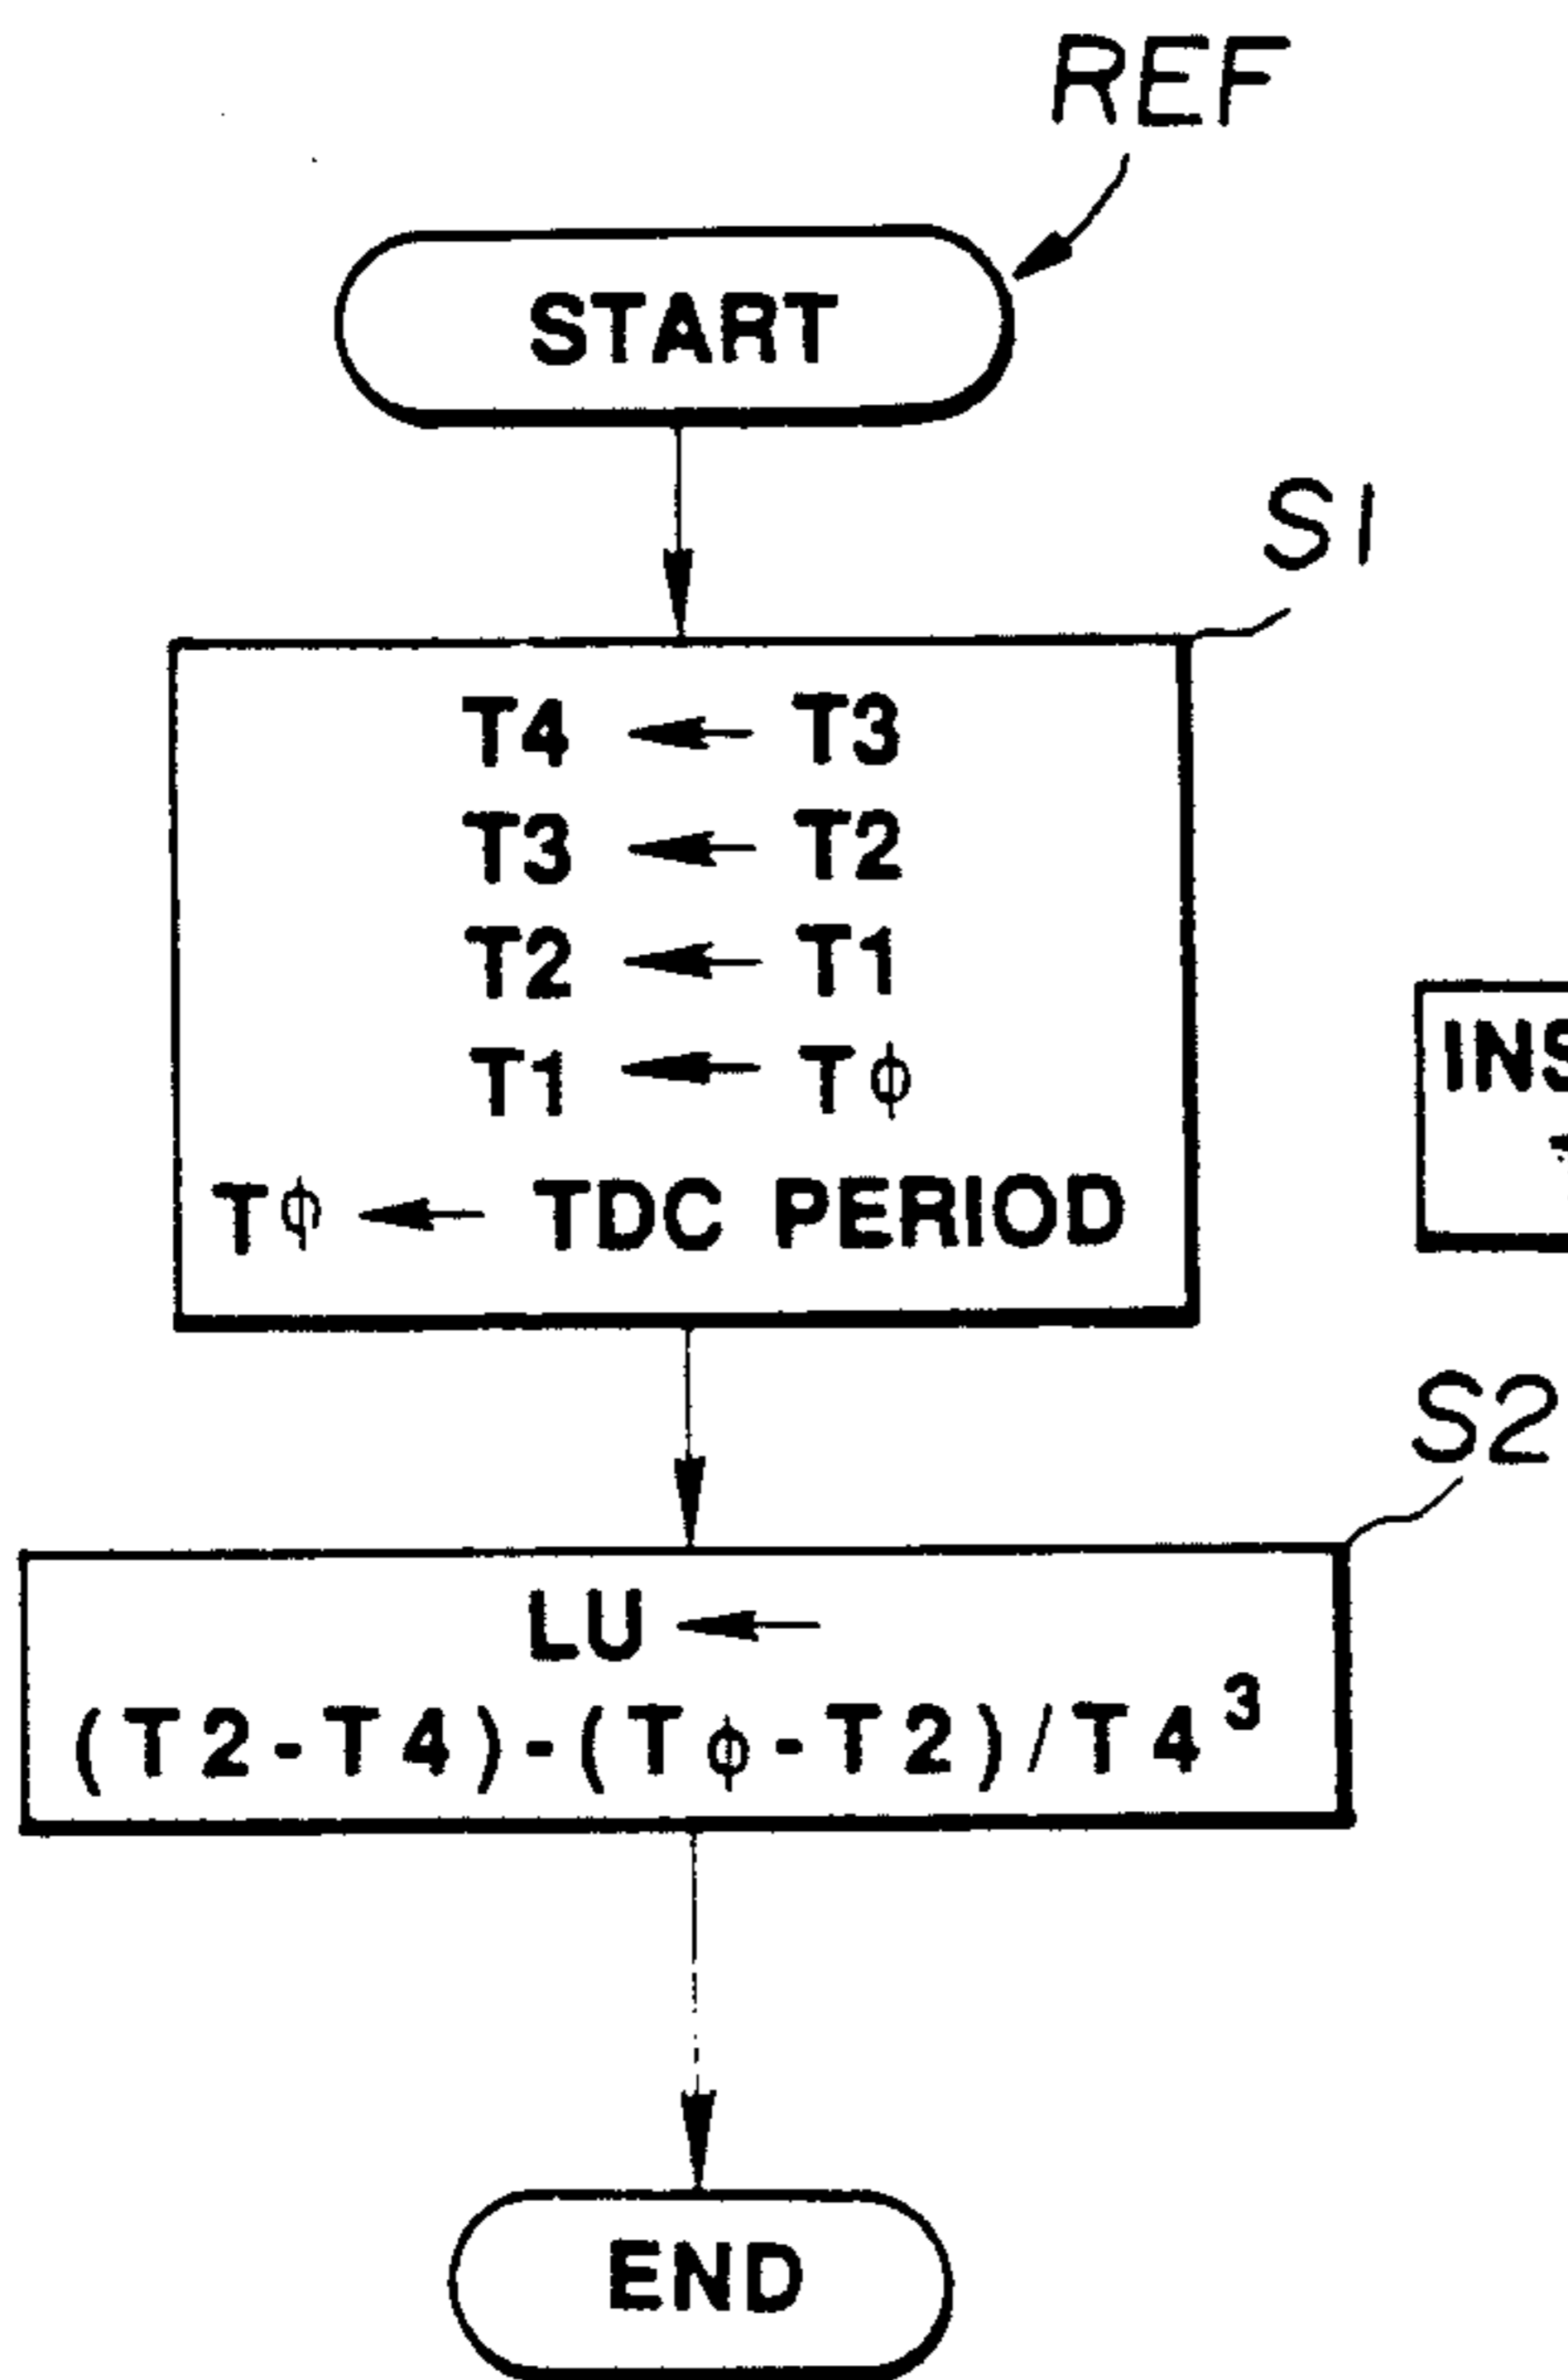 REF
START
S1
T4 ← T3
T3 ← T2
T2 ← T1
T1 ← Tϕ
Tϕ ← TDC PERIOD
S2
LU ←
(T2-T4)-(Tϕ-T2)/T4³
END